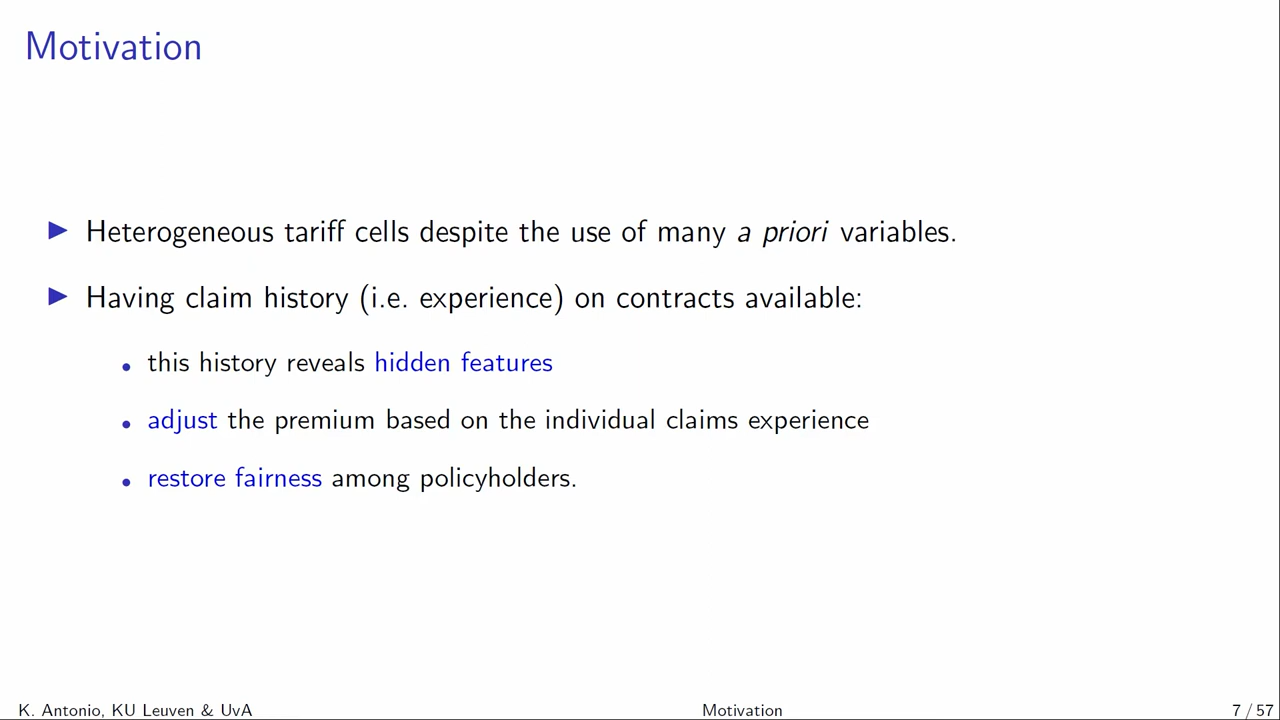 Motivation
▶ Heterogeneous tariff cells despite the use of many a priori variables.
▶ Having claim history (i.e. experience) on contracts available:
• this history reveals hidden features
• adjust the premium based on the individual claims experience
• restore fairness among policyholders.
K. Antonio, KU Leuven & UvA Motivation 7 / 57